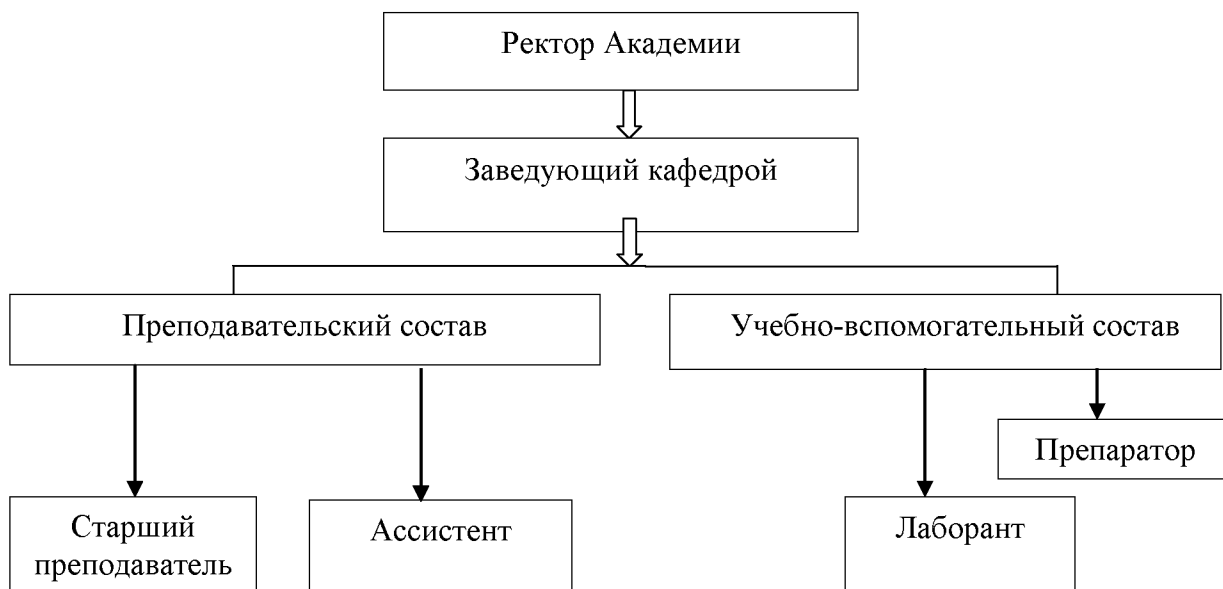 Ректор Академии
Заведующий кафедрой
Преподавательский состав
Учебно-вспомогательный состав
Препаратор
Старший
преподаватель
Ассистент
Лаборант